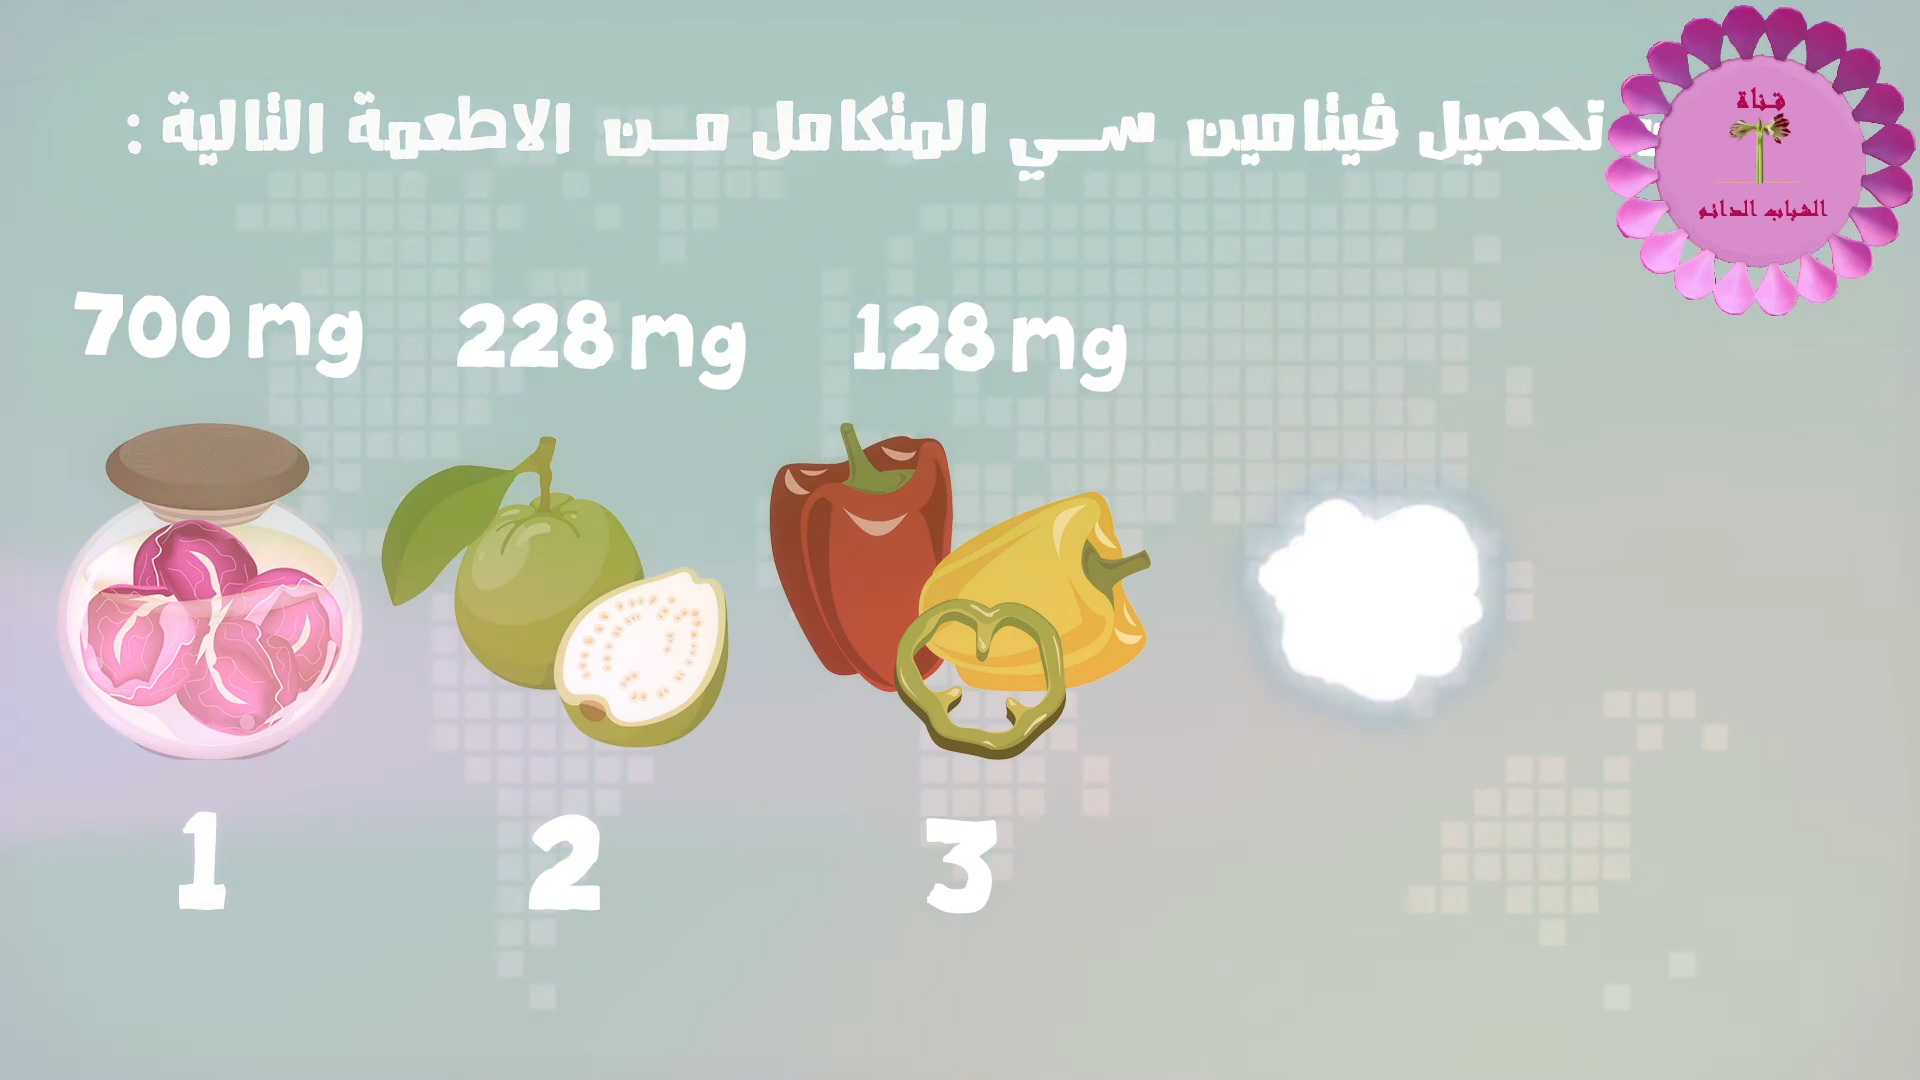 تحصيل فيتامين سي المتكامل من الاطعمة التالية :
قناة
الشباب الدائم
700 mg 228 mg 128 mg
1 2 3